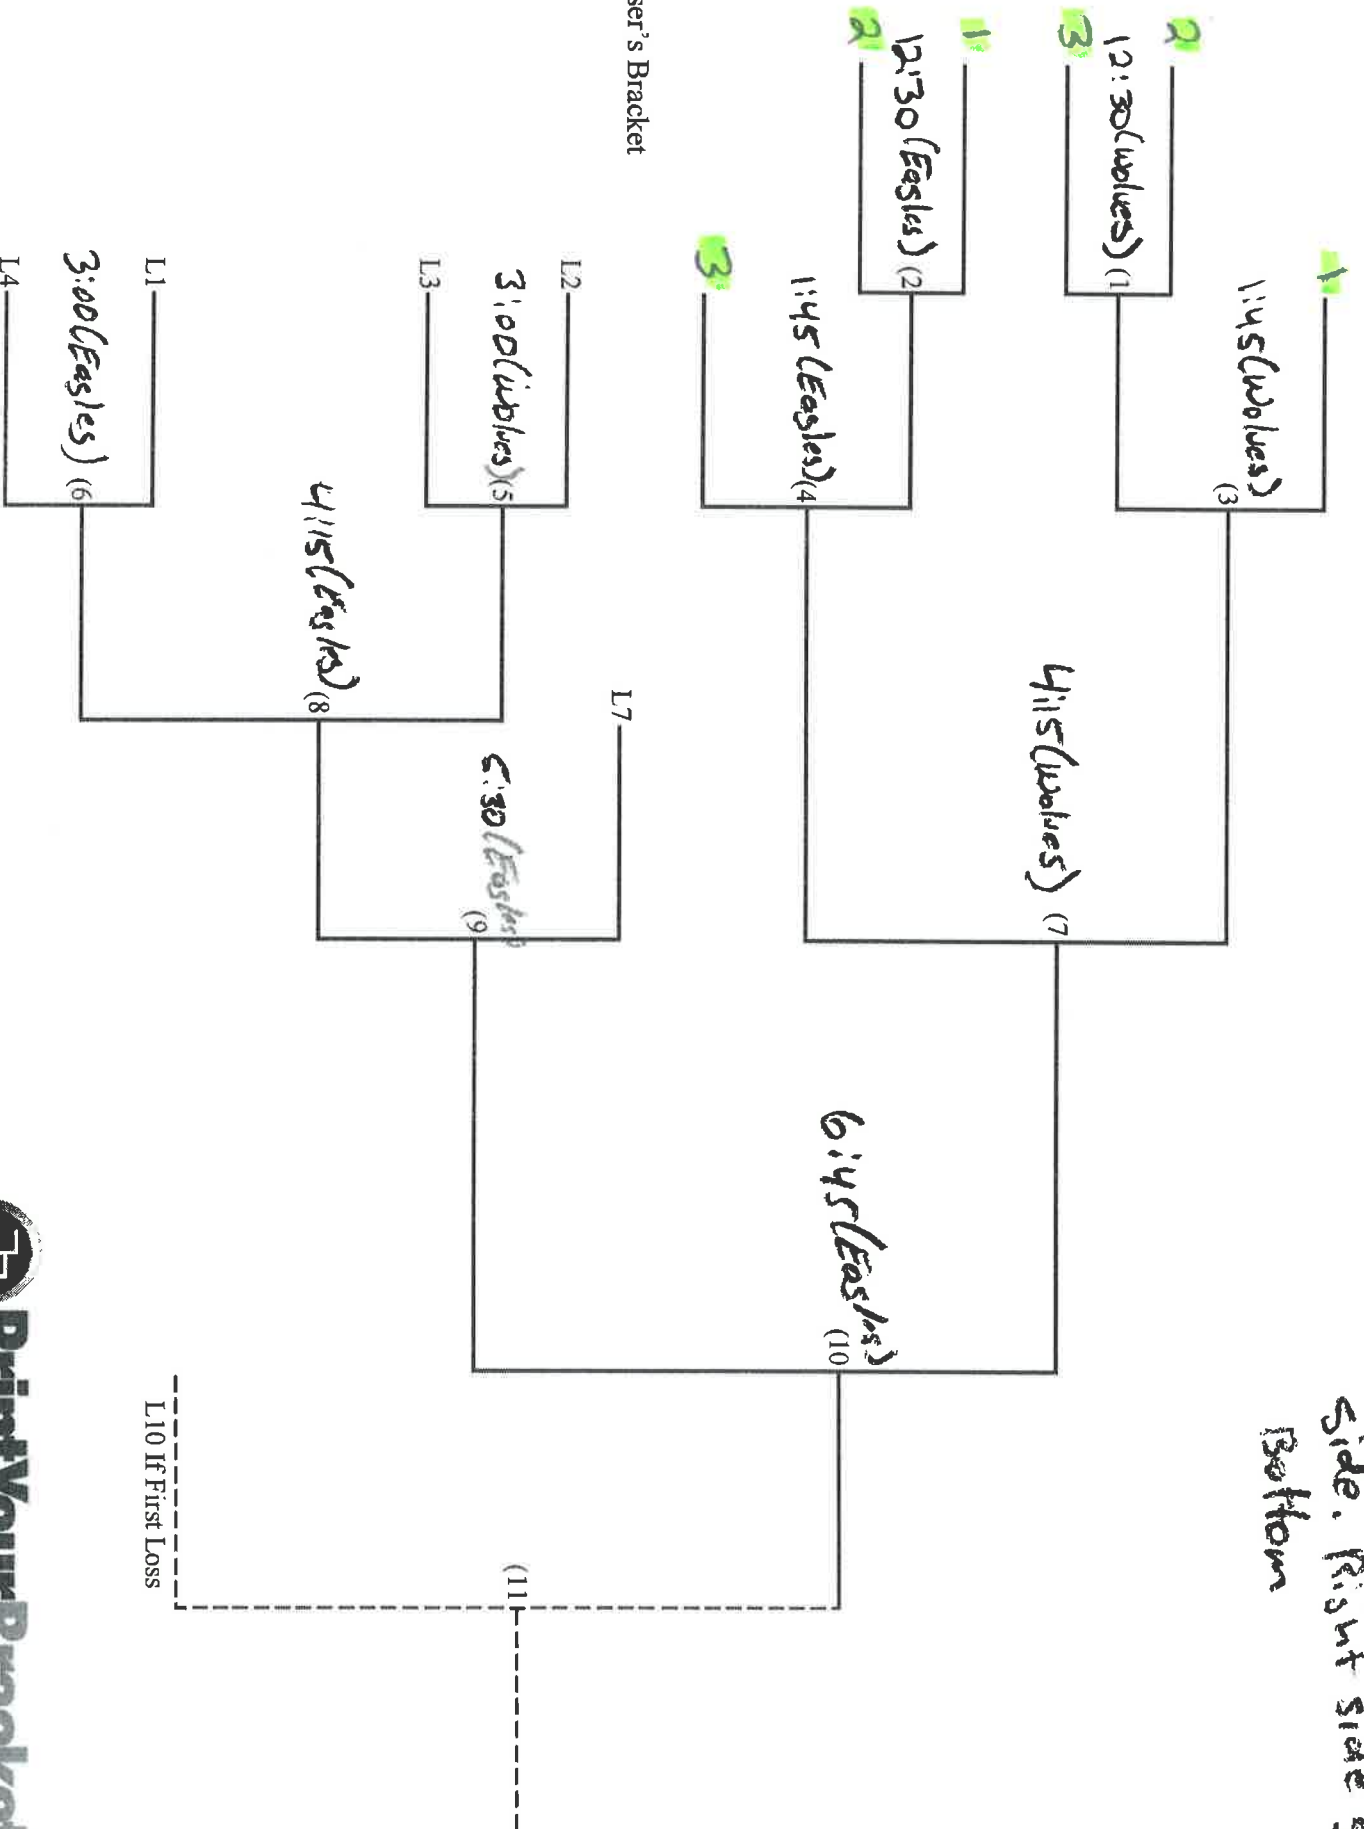 side. Right side
Bottom
1
1:45(Wolves)
(3
2
12:30(Wolves) (1
3
4:15(Wolves) (7
1
12:30(Eagles) (2
2
1:45(Eagles)(4
3
6:45(Eagles)
(10
ser's Bracket
L7
L2
3:00(Wolves)(5
L3
5:30(Eagles)
(9
(11
4:15(Eagles)
(8
L1
3:00(Eagles) (6
L4
L10 If First Loss
PrintYourBracket